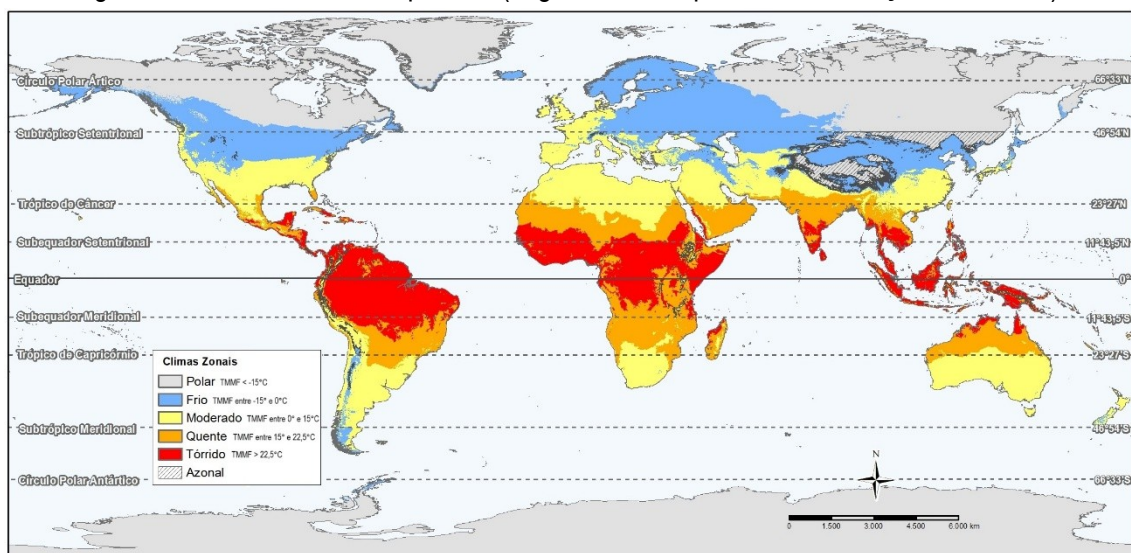 Círculo Polar Ártico 66°33'N
Subtrópico Setentrional 46°54'N
Trópico de Câncer 23°27'N
Subequador Setentrional 11°43,5'N
Equador 0°
Subequador Meridional 11°43,5'S
Trópico de Capricórnio 23°27'S
Climas Zonais
Polar TMMF < -15°C
Frio TMMF entre -15° e 0°C
Moderado TMMF entre 0° e 15°C
Quente TMMF entre 15° e 22,5°C
Tórrido TMMF > 22,5°C
Azonal
Subtrópico Meridional 46°54'S
Círculo Polar Antártico 66°33'S
N
0 1.500 3.000 4.500 6.000 km